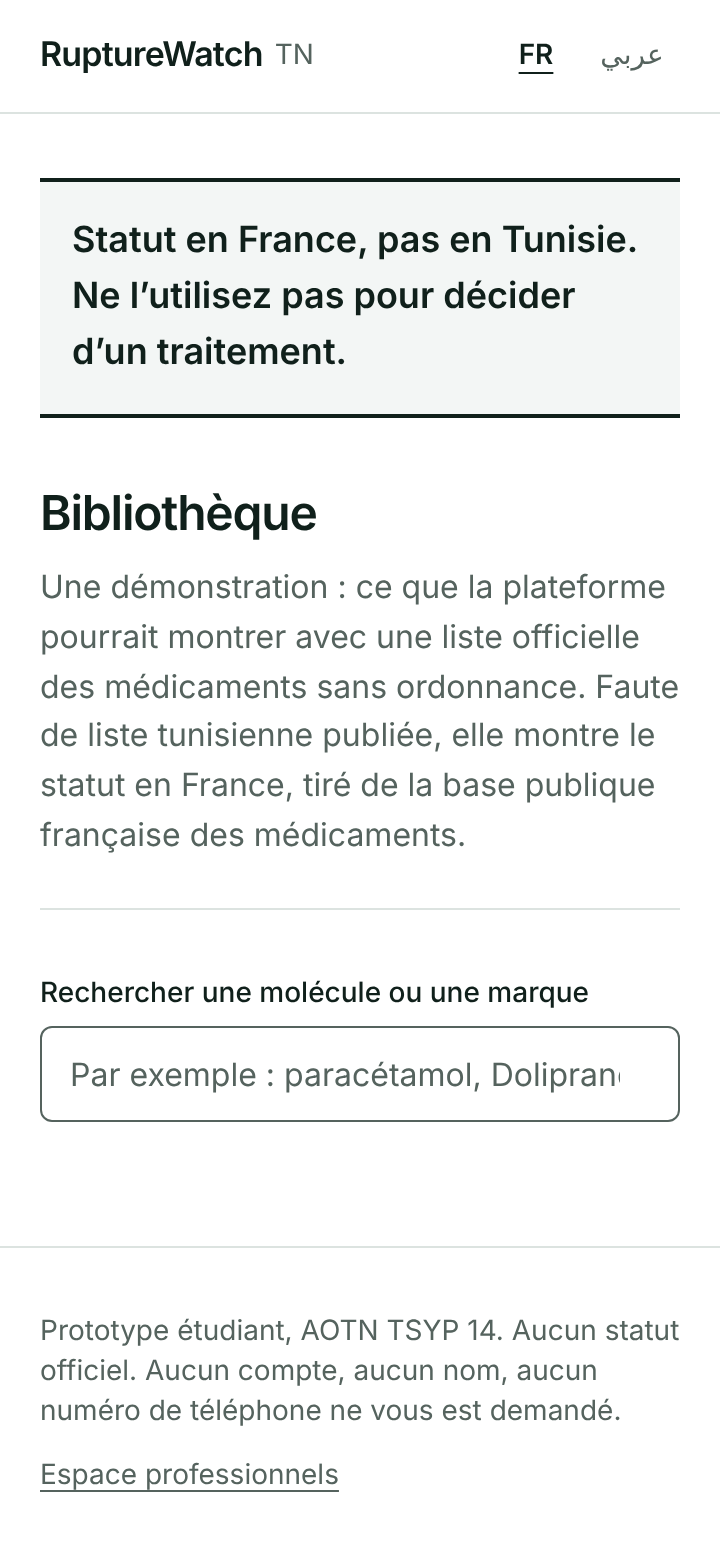 RuptureWatch TN
FR عربي
Statut en France, pas en Tunisie.
Ne l’utilisez pas pour décider
d’un traitement.
Bibliothèque
Une démonstration : ce que la plateforme
pourrait montrer avec une liste officielle
des médicaments sans ordonnance. Faute
de liste tunisienne publiée, elle montre le
statut en France, tiré de la base publique
française des médicaments.
Rechercher une molécule ou une marque
Par exemple : paracétamol, Dolipran
Prototype étudiant, AOTN TSYP 14. Aucun statut
officiel. Aucun compte, aucun nom, aucun
numéro de téléphone ne vous est demandé.
Espace professionnels